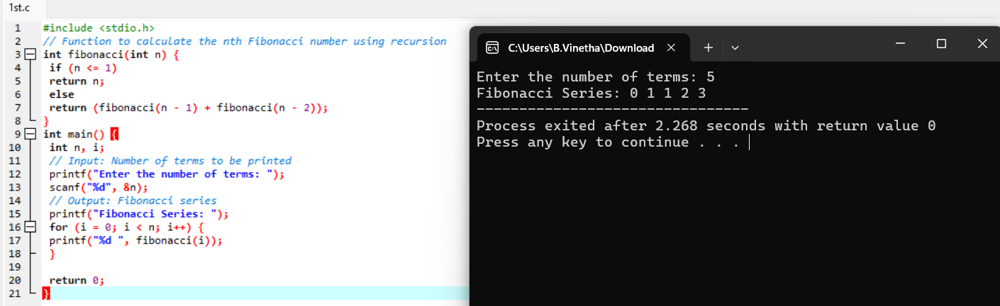 1st.c
1 #include <stdio.h>
2 // Function to calculate the nth Fibonacci number using recursion
3 int fibonacci(int n) {
4 if (n <= 1)
5 return n;
6 else
7 return (fibonacci(n - 1) + fibonacci(n - 2));
8 }
9 int main() {
10 int n, i;
11 // Input: Number of terms to be printed
12 printf("Enter the number of terms: ");
13 scanf("%d", &n);
14 // Output: Fibonacci series
15 printf("Fibonacci Series: ");
16 for (i = 0; i < n; i++) {
17 printf("%d ", fibonacci(i));
18 }
19
20 return 0;
21 }
C:\Users\B.Vinetha\Download
Enter the number of terms: 5
Fibonacci Series: 0 1 1 2 3
--------------------------------
Process exited after 2.268 seconds with return value 0
Press any key to continue . . .